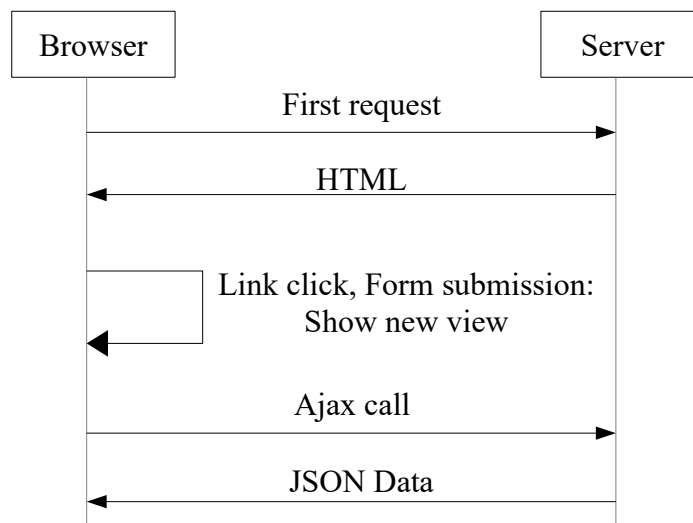 Browser
Server
First request
HTML
Link click, Form submission:
Show new view
Ajax call
JSON Data